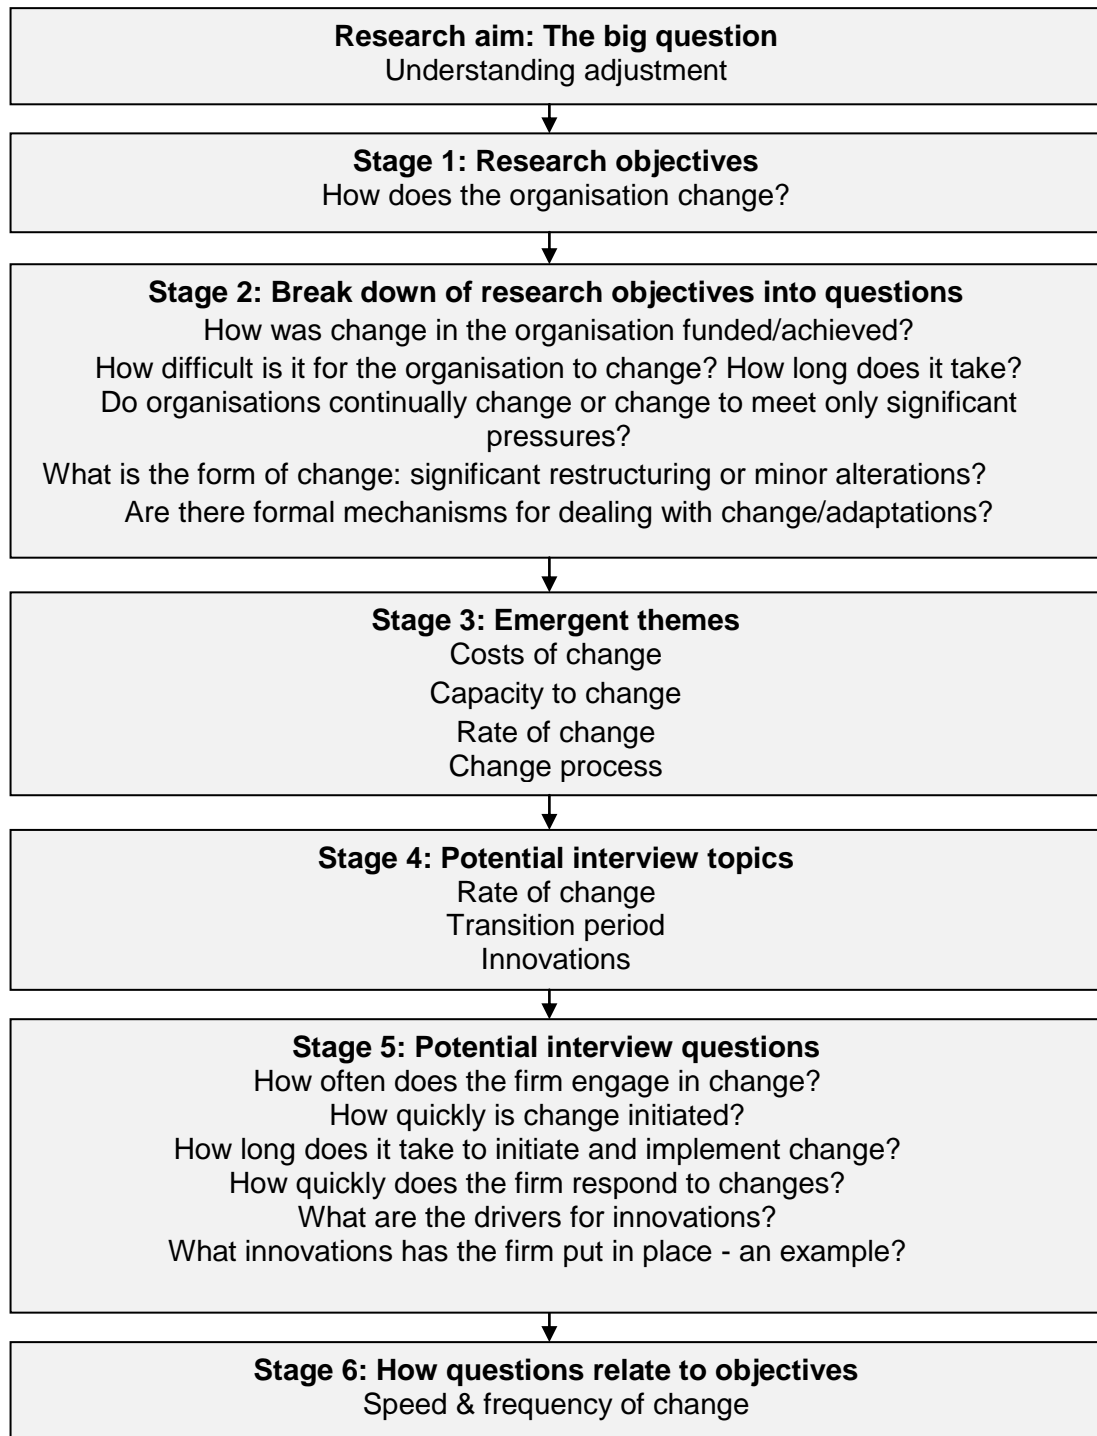 Research aim: The big question
Understanding adjustment
Stage 1: Research objectives
How does the organisation change?
Stage 2: Break down of research objectives into questions
How was change in the organisation funded/achieved?
How difficult is it for the organisation to change? How long does it take?
Do organisations continually change or change to meet only significant
pressures?
What is the form of change: significant restructuring or minor alterations?
Are there formal mechanisms for dealing with change/adaptations?
Stage 3: Emergent themes
Costs of change
Capacity to change
Rate of change
Change process
Stage 4: Potential interview topics
Rate of change
Transition period
Innovations
Stage 5: Potential interview questions
How often does the firm engage in change?
How quickly is change initiated?
How long does it take to initiate and implement change?
How quickly does the firm respond to changes?
What are the drivers for innovations?
What innovations has the firm put in place - an example?
Stage 6: How questions relate to objectives
Speed & frequency of change